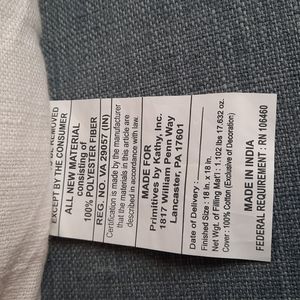 BE REMOVED
EXCEPT BY THE CONSUMER
ALL NEW MATERIAL
consisting of
100% POLYESTER FIBER
REG. NO. VA 28057 (IN)
Certification is made by the manufacturer
that the materials in this article are
described in accordance with law.
MADE FOR
Primitives by Kathy, Inc.
1817 William Penn Way
Lancaster, PA 17601
Date of Delivery :
Finished Size : 18 in. x 18 in.
Net Wgt. of Filling Mat'l : 1.102 lbs 17.632 oz.
Cover : 100% Cotton (Exclusive of Decoration)
MADE IN INDIA
FEDERAL REQUIREMENT : RN 106460